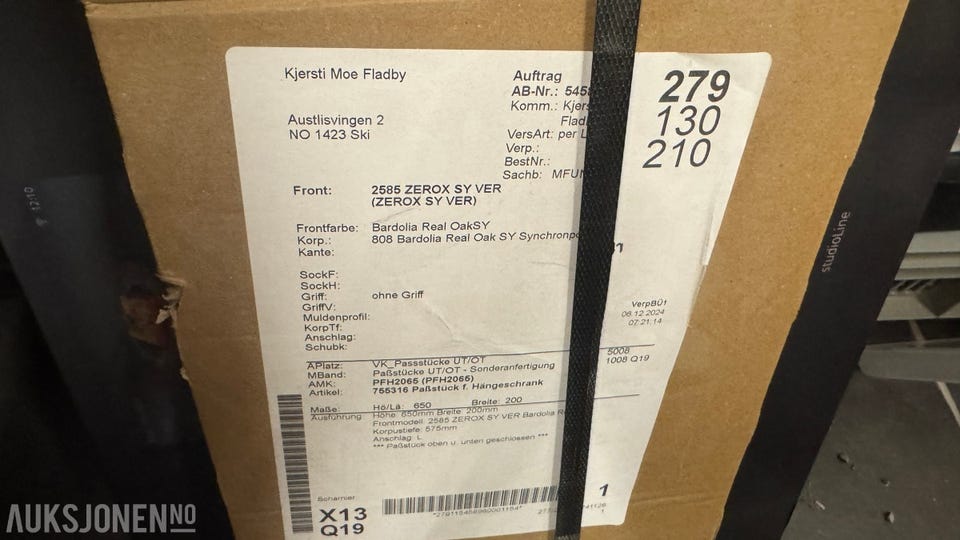 Kjersti Moe Fladby
Austlisvingen 2
NO 1423 Ski
Auftrag
AB-Nr.:
Komm.:
VersArt: per
Verp.:
BestNr.:
Sachb:
279
130
210
Front: 2585 ZEROX SY VER
(ZEROX SY VER)
Frontfarbe: Bardolia Real OakSY
Korp.: 808 Bardolia Real Oak SY
Kante:
SockF:
SockH:
Griff: ohne Griff
GriffV:
Muldenprofil:
KorpTf:
Anschlag:
Schubk:
VerpBÜ1
06.12.2024
07:21:14
APlatz: VK_Passstücke UT/OT
5008
MBand: Paßstücke UT/OT - Sonderanfertigung
1008 Q19
AMK: PFH2065 (PFH2065)
Artikel: 755316 Paßstück f. Hängeschrank
Maße: Hö/Lä: 650 Breite: 200
Ausführung Höhe: 650mm Breite: 200mm
Frontmodell: 2585 ZEROX SY VER Bardolia
Korpustiefe: 575mm
Anschlag: L
*** Paßstück oben u. unten geschlossen ***
Scharnier
X13
Q19
1
studioLine
AUKSJONEN.NO